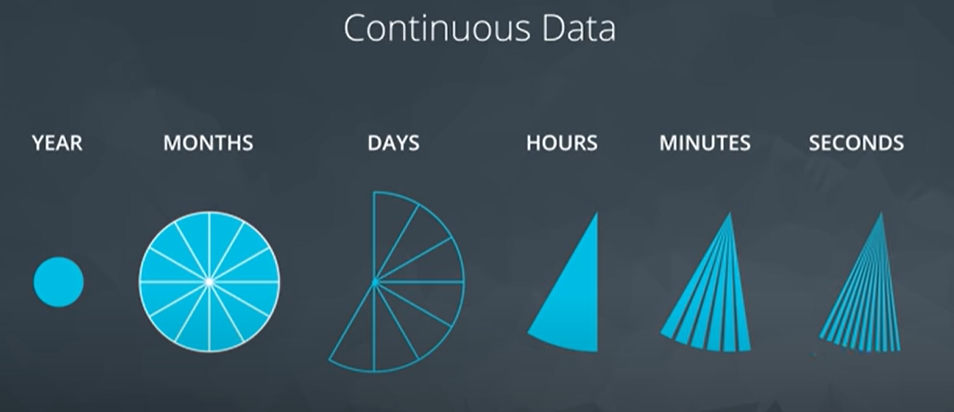 Continuous Data
YEAR MONTHS DAYS HOURS MINUTES SECONDS